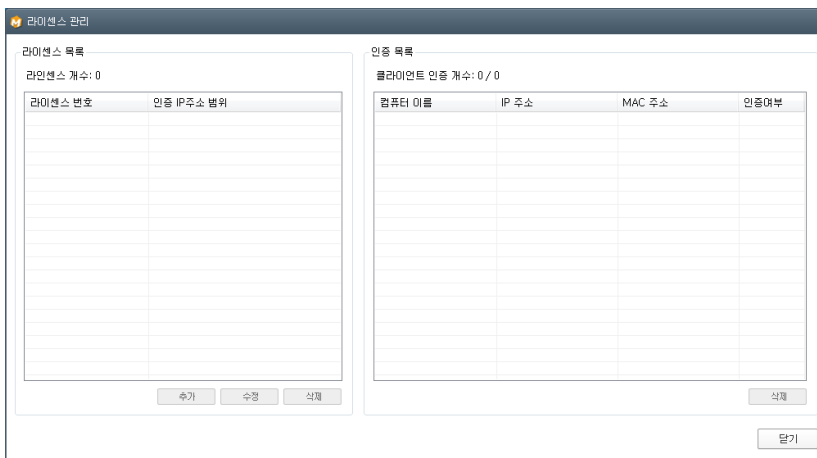 라이센스 관리
라이센스 목록
라인센스 개수: 0
라이센스 번호 인증 IP주소 범위
추가 수정 삭제
인증 목록
클라이언트 인증 개수: 0 / 0
컴퓨터 이름 IP 주소 MAC 주소 인증여부
삭제
닫기